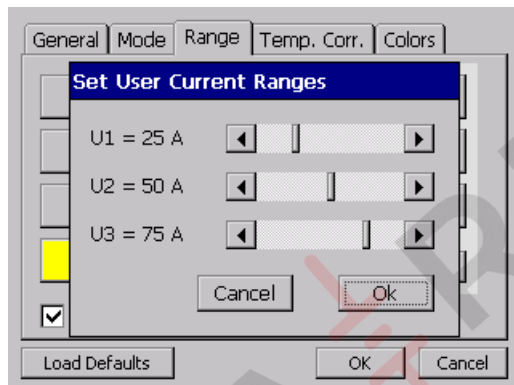 General Mode Range Temp. Corr. Colors
Set User Current Ranges
U1 = 25 A
U2 = 50 A
U3 = 75 A
Cancel Ok
Load Defaults OK Cancel